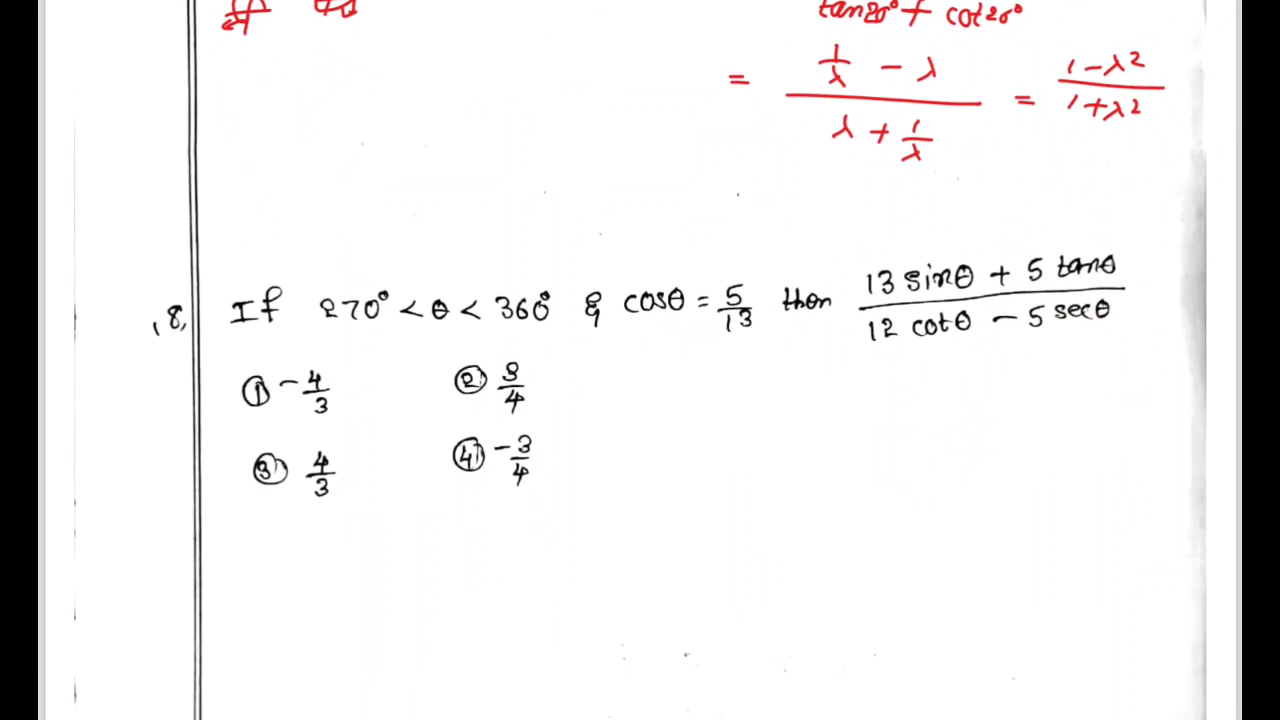 tan20° + cot20°
= (1/λ - λ) / (λ + 1/λ) = (1-λ²) / (1+λ²)
18, If 270° < θ < 360° & cosθ = 5/13 then (13 sinθ + 5 tanθ) / (12 cotθ - 5 secθ)
① -4/3 ② 3/4
③ 4/3 ④ -3/4